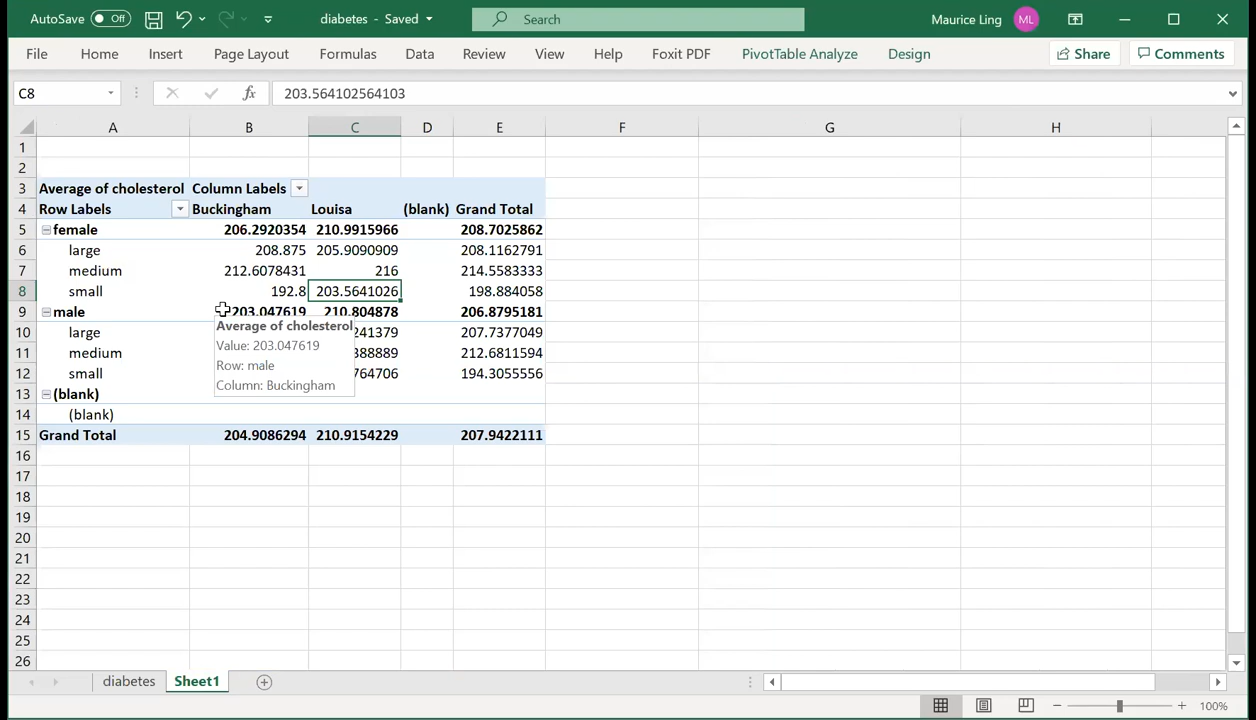 AutoSave Off diabetes - Saved Search Maurice Ling ML
File Home Insert Page Layout Formulas Data Review View Help Foxit PDF PivotTable Analyze Design Share Comments
C8 fx 203.564102564103
A B C D E F G H
1
2
3 Average of cholesterol Column Labels
4 Row Labels Buckingham Louisa (blank) Grand Total
5 female 206.2920354 210.9915966 208.7025862
6 large 208.875 205.9090909 208.1162791
7 medium 212.6078431 216 214.5583333
8 small 192.8 203.5641026 198.884058
9 male 203.047619 210.804878 206.8795181
Average of cholesterol
10 large 241379 207.7377049
Value: 203.047619
11 medium 388889 212.6811594
Row: male
12 small 764706 194.3055556
Column: Buckingham
13 (blank)
14 (blank)
15 Grand Total 204.9086294 210.9154229 207.9422111
16
17
18
19
20
21
22
23
24
25
26
diabetes Sheet1
100%